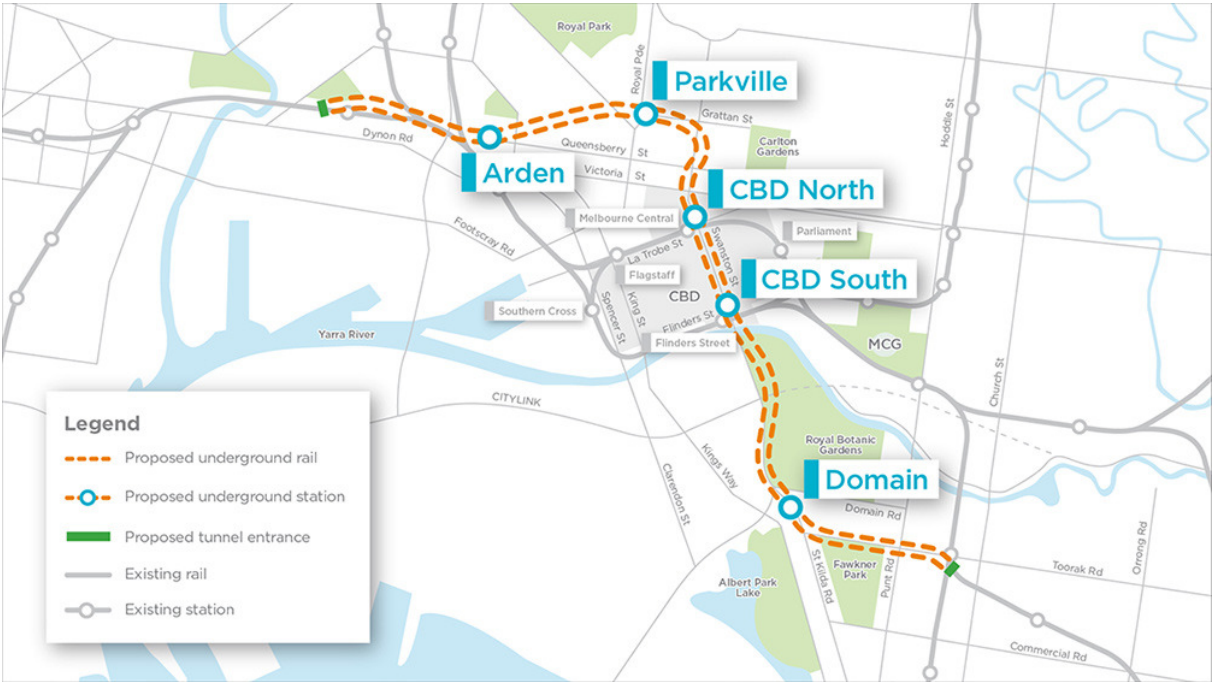 Royal Park
Royal Pde
Parkville
Grattan St
Hoddle St
Dynon Rd
Arden
Queensberry St
Victoria St
Carlton
Gardens
CBD North
Melbourne Central
Parliament
Footscray Rd
La Trobe St
Swanston St
Flagstaff
CBD South
Southern Cross
Spencer St
King St
CBD
Flinders St
Flinders Street
Yarra River
MCG
CITYLINK
Church St
Legend
Proposed underground rail
Proposed underground station
Proposed tunnel entrance
Existing rail
Existing station
Royal Botanic
Gardens
Kings Way
Clarendon St
Domain
Domain Rd
St Kilda Rd
Fawkner
Park
Punt Rd
Toorak Rd
Orrong Rd
Albert Park
Lake
Commercial Rd